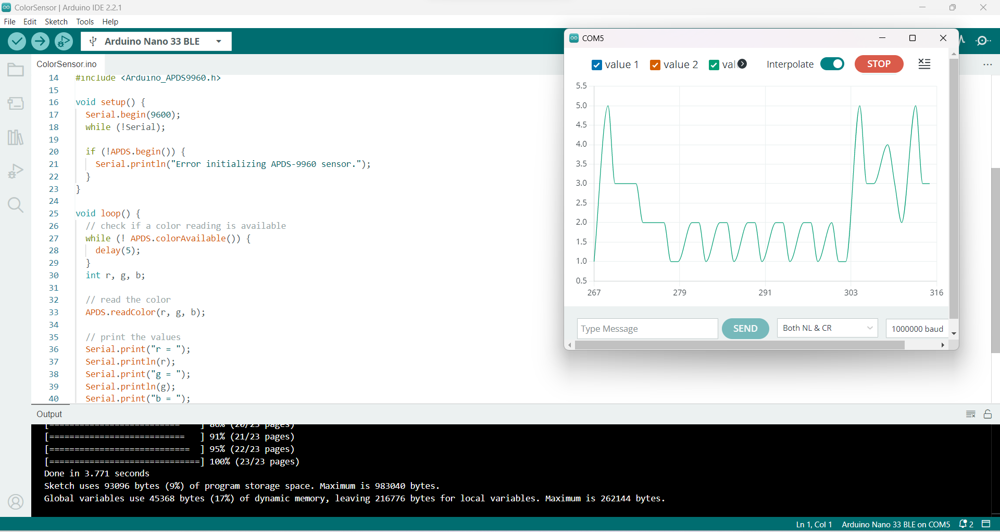 ColorSensor | Arduino IDE 2.2.1
File Edit Sketch Tools Help
Arduino Nano 33 BLE
ColorSensor.ino
14 #include <Arduino_APDS9960.h>
15
16 void setup() {
17 Serial.begin(9600);
18 while (!Serial);
19
20 if (!APDS.begin()) {
21 Serial.println("Error initializing APDS-9960 sensor.");
22 }
23 }
24
25 void loop() {
26 // check if a color reading is available
27 while (! APDS.colorAvailable()) {
28 delay(5);
29 }
30 int r, g, b;
31
32 // read the color
33 APDS.readColor(r, g, b);
34
35 // print the values
36 Serial.print("r = ");
37 Serial.println(r);
38 Serial.print("g = ");
39 Serial.println(g);
40 Serial.print("b = ");
COM5
value 1 value 2 val Interpolate STOP
5.5
5.0
4.5
4.0
3.5
3.0
2.5
2.0
1.5
1.0
0.5
267 279 291 303 316
Type Message SEND Both NL & CR 1000000 baud
Output
[========================== ] 86% (20/23 pages)
[=========================== ] 91% (21/23 pages)
[============================ ] 95% (22/23 pages)
[==============================] 100% (23/23 pages)
Done in 3.771 seconds
Sketch uses 93096 bytes (9%) of program storage space. Maximum is 983040 bytes.
Global variables use 45368 bytes (17%) of dynamic memory, leaving 216776 bytes for local variables. Maximum is 262144 bytes.
Ln 1, Col 1 Arduino Nano 33 BLE on COM5 2